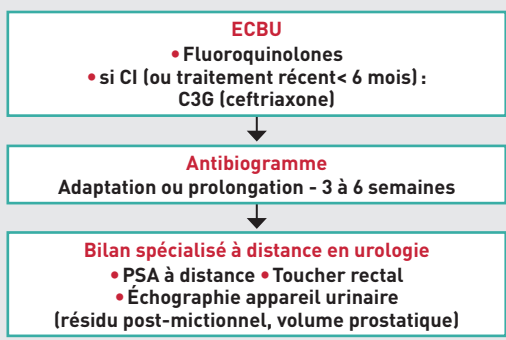 ECBU
• Fluoroquinolones
• si CI (ou traitement récent< 6 mois) :
C3G (ceftriaxone)
Antibiogramme
Adaptation ou prolongation - 3 à 6 semaines
Bilan spécialisé à distance en urologie
• PSA à distance • Toucher rectal
• Échographie appareil urinaire
(résidu post-mictionnel, volume prostatique)